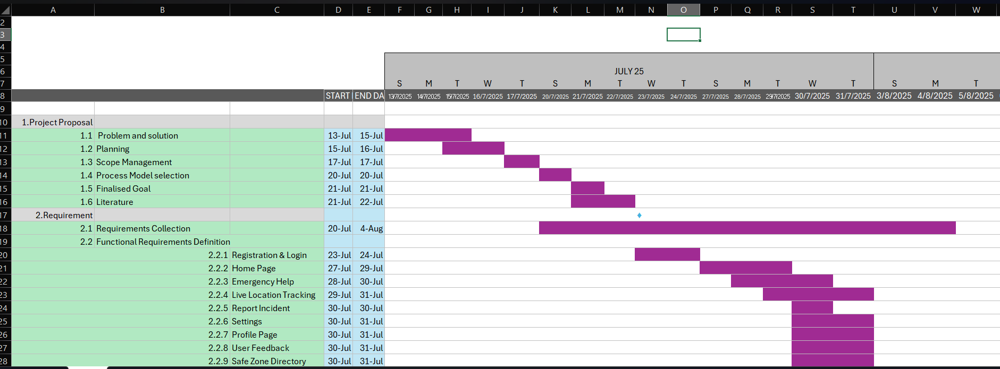 A B C D E F G H I J K L M N O P Q R S T U V W
2
3
4
5
6 JULY 25
7 S M T W T S M T W T S M T W T S M T
8 START END DA 13/7/2025 14/7/2025 15/7/2025 16/7/2025 17/7/2025 20/7/2025 21/7/2025 22/7/2025 23/7/2025 24/7/2025 27/7/2025 28/7/2025 29/7/2025 30/7/2025 31/7/2025 3/8/2025 4/8/2025 5/8/2025
9
10 1.Project Proposal
11 1.1 Problem and solution 13-Jul 15-Jul
12 1.2 Planning 15-Jul 16-Jul
13 1.3 Scope Management 17-Jul 17-Jul
14 1.4 Process Model selection 20-Jul 20-Jul
15 1.5 Finalised Goal 21-Jul 21-Jul
16 1.6 Literature 21-Jul 22-Jul
17 2.Requirement
18 2.1 Requirements Collection 20-Jul 4-Aug
19 2.2 Functional Requirements Definition
20 2.2.1 Registration & Login 23-Jul 24-Jul
21 2.2.2 Home Page 27-Jul 29-Jul
22 2.2.3 Emergency Help 28-Jul 30-Jul
23 2.2.4 Live Location Tracking 29-Jul 31-Jul
24 2.2.5 Report Incident 30-Jul 30-Jul
25 2.2.6 Settings 30-Jul 31-Jul
26 2.2.7 Profile Page 30-Jul 31-Jul
27 2.2.8 User Feedback 30-Jul 31-Jul
28 2.2.9 Safe Zone Directory 30-Jul 31-Jul